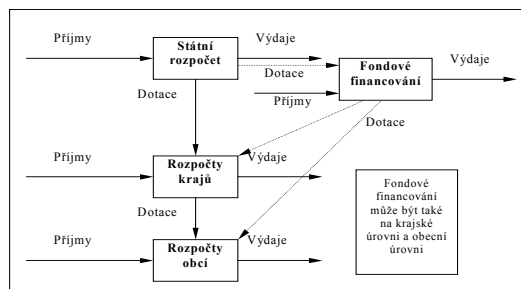 Příjmy
Státní
rozpočet
Výdaje
Dotace
Příjmy
Fondové
financování
Výdaje
Dotace
Dotace
Příjmy
Rozpočty
krajů
Výdaje
Dotace
Příjmy
Rozpočty
obcí
Výdaje
Fondové
financování
může být také
na krajské
úrovni a obecní
úrovni